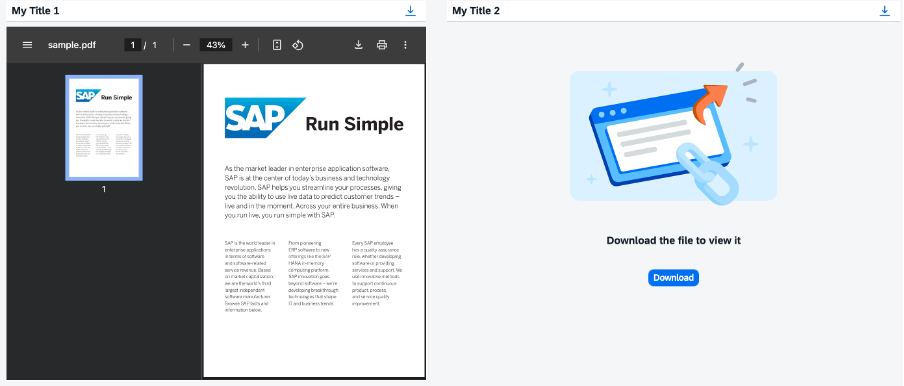 My Title 1
sample.pdf
1 / 1
43%
SAP Run Simple
1
SAP Run Simple
As the market leader in enterprise application software,
SAP is at the center of today's business and technology
revolution. SAP helps you streamline your processes, giving
you the ability to use live data to predict customer trends –
live and in the moment. Across your entire business. When
you run live, you run simple with SAP.
SAP is the world leader in
enterprise applications
in terms of software
and software-related
service revenue. Based
on market capitalization,
we are the world's third
largest independent
software manufacturer.
Browse SAP facts and
information below.
From pioneering
ERP software to new
offerings like the SAP
HANA in-memory
computing platform,
SAP innovation goes
beyond software – we're
developing breakthrough
technologies that shape
IT and business trends.
Every SAP employee
has a quality assurance
role, whether developing
software or providing
services and support. We
use innovative methods
to support continuous
product, process,
and service quality
improvement.
My Title 2
Download the file to view it
Download